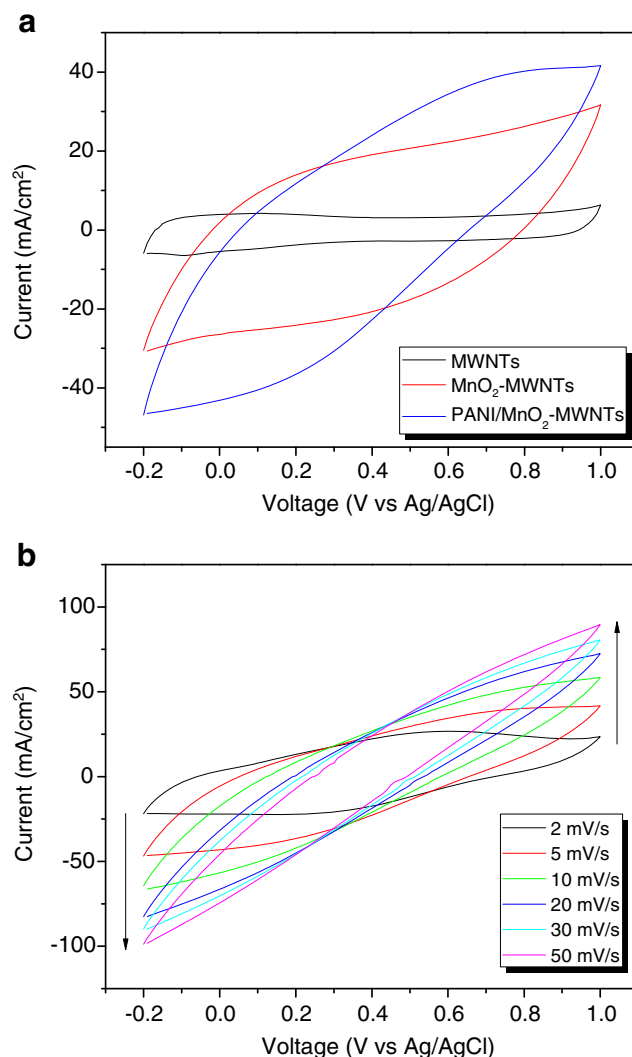 a
40
20
0
-20
-40
Current (mA/cm²)
MWNTs
MnO₂-MWNTs
PANI/MnO₂-MWNTs
-0.2 0.0 0.2 0.4 0.6 0.8 1.0
Voltage (V vs Ag/AgCl)
b
100
50
0
-50
-100
Current (mA/cm²)
2 mV/s
5 mV/s
10 mV/s
20 mV/s
30 mV/s
50 mV/s
-0.2 0.0 0.2 0.4 0.6 0.8 1.0
Voltage (V vs Ag/AgCl)